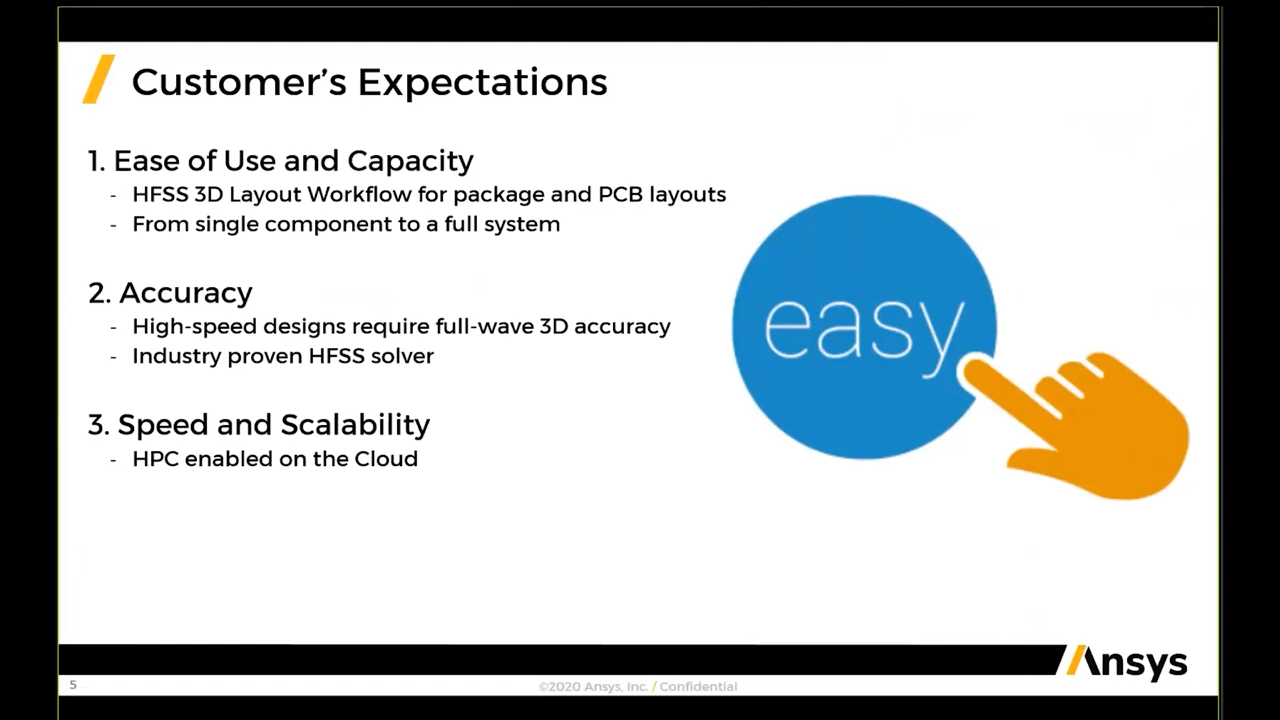 Customer's Expectations
1. Ease of Use and Capacity
- HFSS 3D Layout Workflow for package and PCB layouts
- From single component to a full system
2. Accuracy
- High-speed designs require full-wave 3D accuracy
- Industry proven HFSS solver
3. Speed and Scalability
- HPC enabled on the Cloud
easy
Ansys
5
©2020 Ansys, Inc. / Confidential